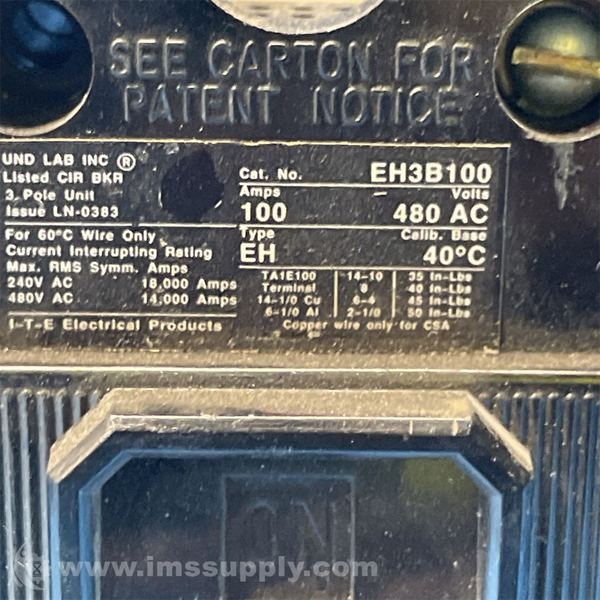 SEE CARTON FOR
PATENT NOTICE
UND LAB INC ®
Listed CIR BKR
3 Pole Unit
Issue LN-0383
For 60°C Wire Only
Current Interrupting Rating
Max. RMS Symm. Amps
240V AC 18,000 Amps
480V AC 14,000 Amps
I-T-E Electrical Products
Cat. No. EH3B100
Amps Volts
100 480 AC
Type Calib. Base
EH 40°C
TA1E100 14-10 35 In-Lbs
Terminal 8 40 In-Lbs
14-1/0 Cu 6-4 45 In-Lbs
6-1/0 Al 2-1/0 50 In-Lbs
Copper wire only for CSA
ON
www.imssupply.com